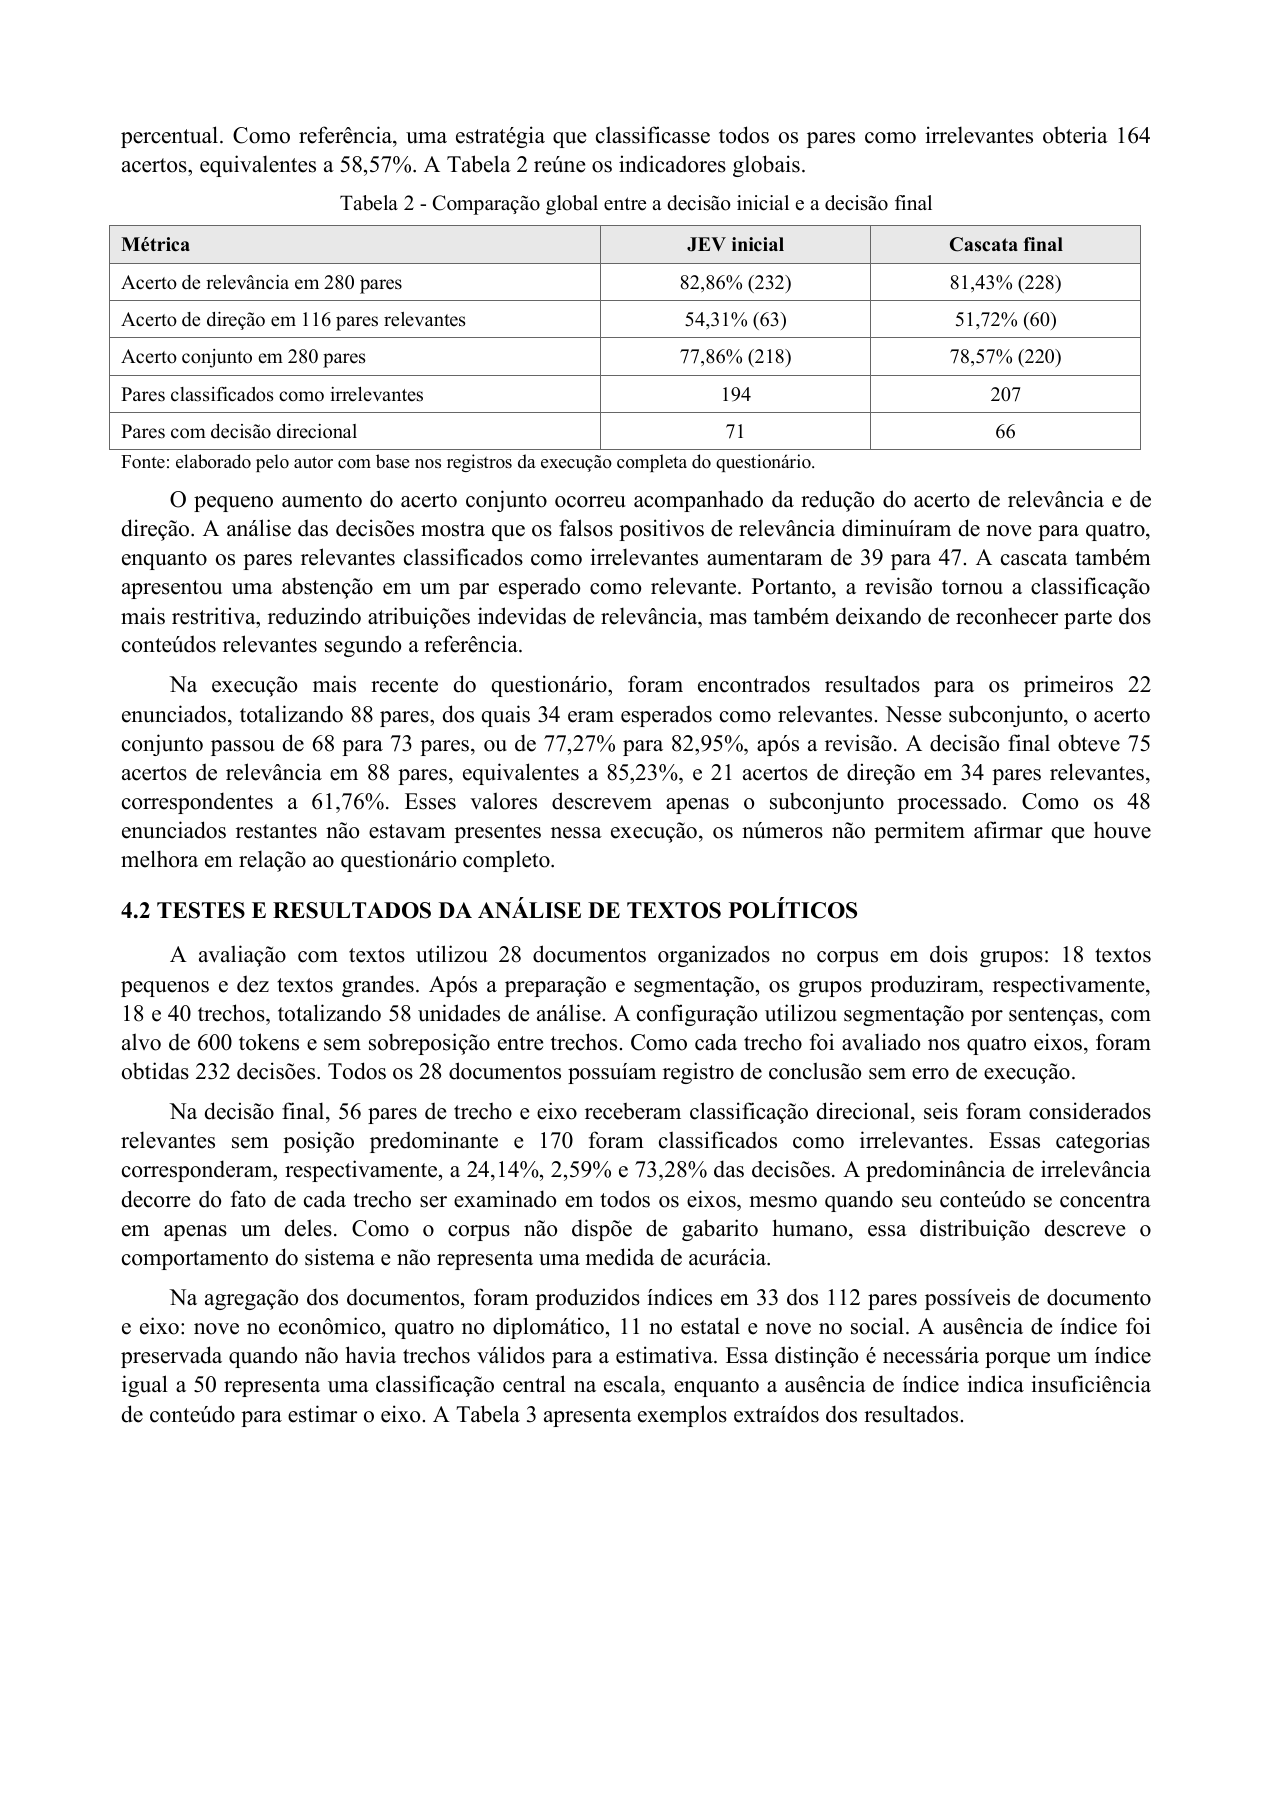 percentual. Como referência, uma estratégia que classificasse todos os pares como irrelevantes obteria 164
acertos, equivalentes a 58,57%. A Tabela 2 reúne os indicadores globais.
Tabela 2 - Comparação global entre a decisão inicial e a decisão final
Métrica JEV inicial Cascata final
Acerto de relevância em 280 pares 82,86% (232) 81,43% (228)
Acerto de direção em 116 pares relevantes 54,31% (63) 51,72% (60)
Acerto conjunto em 280 pares 77,86% (218) 78,57% (220)
Pares classificados como irrelevantes 194 207
Pares com decisão direcional 71 66
Fonte: elaborado pelo autor com base nos registros da execução completa do questionário.
O pequeno aumento do acerto conjunto ocorreu acompanhado da redução do acerto de relevância e de
direção. A análise das decisões mostra que os falsos positivos de relevância diminuíram de nove para quatro,
enquanto os pares relevantes classificados como irrelevantes aumentaram de 39 para 47. A cascata também
apresentou uma abstenção em um par esperado como relevante. Portanto, a revisão tornou a classificação
mais restritiva, reduzindo atribuições indevidas de relevância, mas também deixando de reconhecer parte dos
conteúdos relevantes segundo a referência.
Na execução mais recente do questionário, foram encontrados resultados para os primeiros 22
enunciados, totalizando 88 pares, dos quais 34 eram esperados como relevantes. Nesse subconjunto, o acerto
conjunto passou de 68 para 73 pares, ou de 77,27% para 82,95%, após a revisão. A decisão final obteve 75
acertos de relevância em 88 pares, equivalentes a 85,23%, e 21 acertos de direção em 34 pares relevantes,
correspondentes a 61,76%. Esses valores descrevem apenas o subconjunto processado. Como os 48
enunciados restantes não estavam presentes nessa execução, os números não permitem afirmar que houve
melhora em relação ao questionário completo.
4.2 TESTES E RESULTADOS DA ANÁLISE DE TEXTOS POLÍTICOS
A avaliação com textos utilizou 28 documentos organizados no corpus em dois grupos: 18 textos
pequenos e dez textos grandes. Após a preparação e segmentação, os grupos produziram, respectivamente,
18 e 40 trechos, totalizando 58 unidades de análise. A configuração utilizou segmentação por sentenças, com
alvo de 600 tokens e sem sobreposição entre trechos. Como cada trecho foi avaliado nos quatro eixos, foram
obtidas 232 decisões. Todos os 28 documentos possuíam registro de conclusão sem erro de execução.
Na decisão final, 56 pares de trecho e eixo receberam classificação direcional, seis foram considerados
relevantes sem posição predominante e 170 foram classificados como irrelevantes. Essas categorias
corresponderam, respectivamente, a 24,14%, 2,59% e 73,28% das decisões. A predominância de irrelevância
decorre do fato de cada trecho ser examinado em todos os eixos, mesmo quando seu conteúdo se concentra
em apenas um deles. Como o corpus não dispõe de gabarito humano, essa distribuição descreve o
comportamento do sistema e não representa uma medida de acurácia.
Na agregação dos documentos, foram produzidos índices em 33 dos 112 pares possíveis de documento
e eixo: nove no econômico, quatro no diplomático, 11 no estatal e nove no social. A ausência de índice foi
preservada quando não havia trechos válidos para a estimativa. Essa distinção é necessária porque um índice
igual a 50 representa uma classificação central na escala, enquanto a ausência de índice indica insuficiência
de conteúdo para estimar o eixo. A Tabela 3 apresenta exemplos extraídos dos resultados.